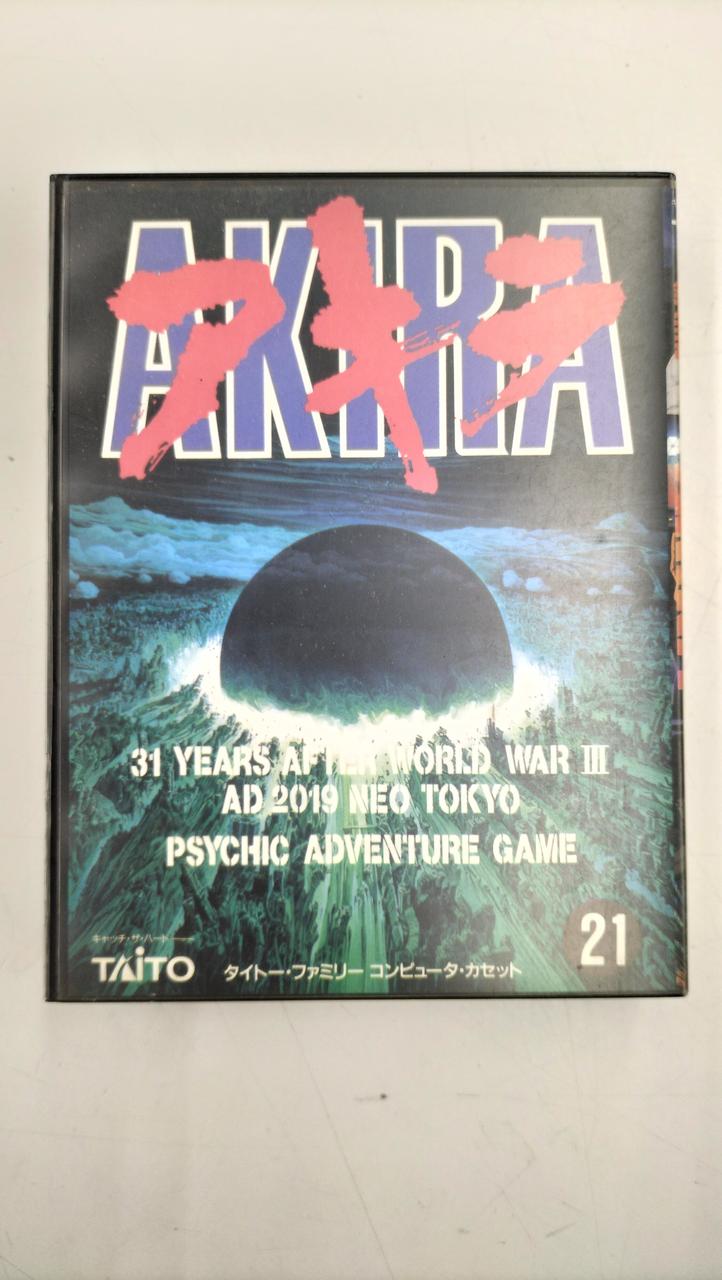 AKIRA
アキラ
31 YEARS AFTER WORLD WAR III
AD.2019 NEO TOKYO
PSYCHIC ADVENTURE GAME
21
キャッチ・ザ・ハート
TAiTO タイトー・ファミリー コンピュータ・カセット